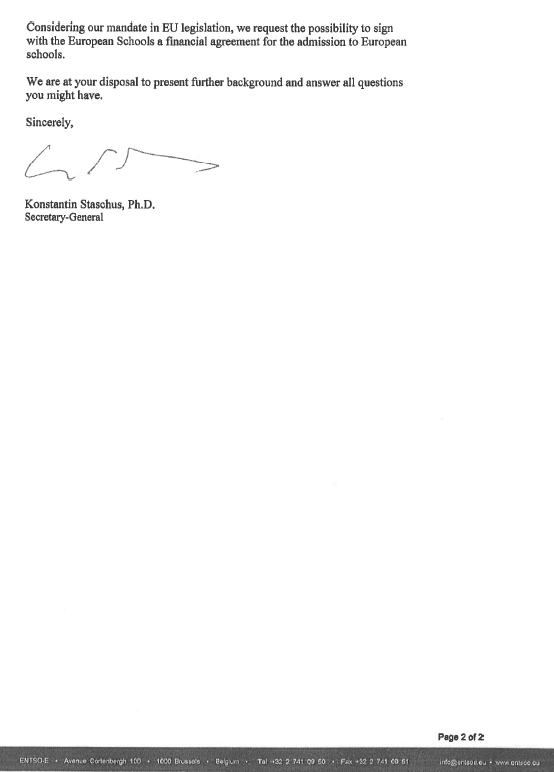 Considering our mandate in EU legislation, we request the possibility to sign
with the European Schools a financial agreement for the admission to European
schools.
We are at your disposal to present further background and answer all questions
you might have.
Sincerely,
Konstantin Staschus, Ph.D.
Secretary-General
Page 2 of 2
ENTSO-E • Avenue Cortenbergh 100 • 1000 Brussels • Belgium • Tel +32 2 741 09 50 • Fax +32 2 741 09 51 info@entsoe.eu • www.entsoe.eu